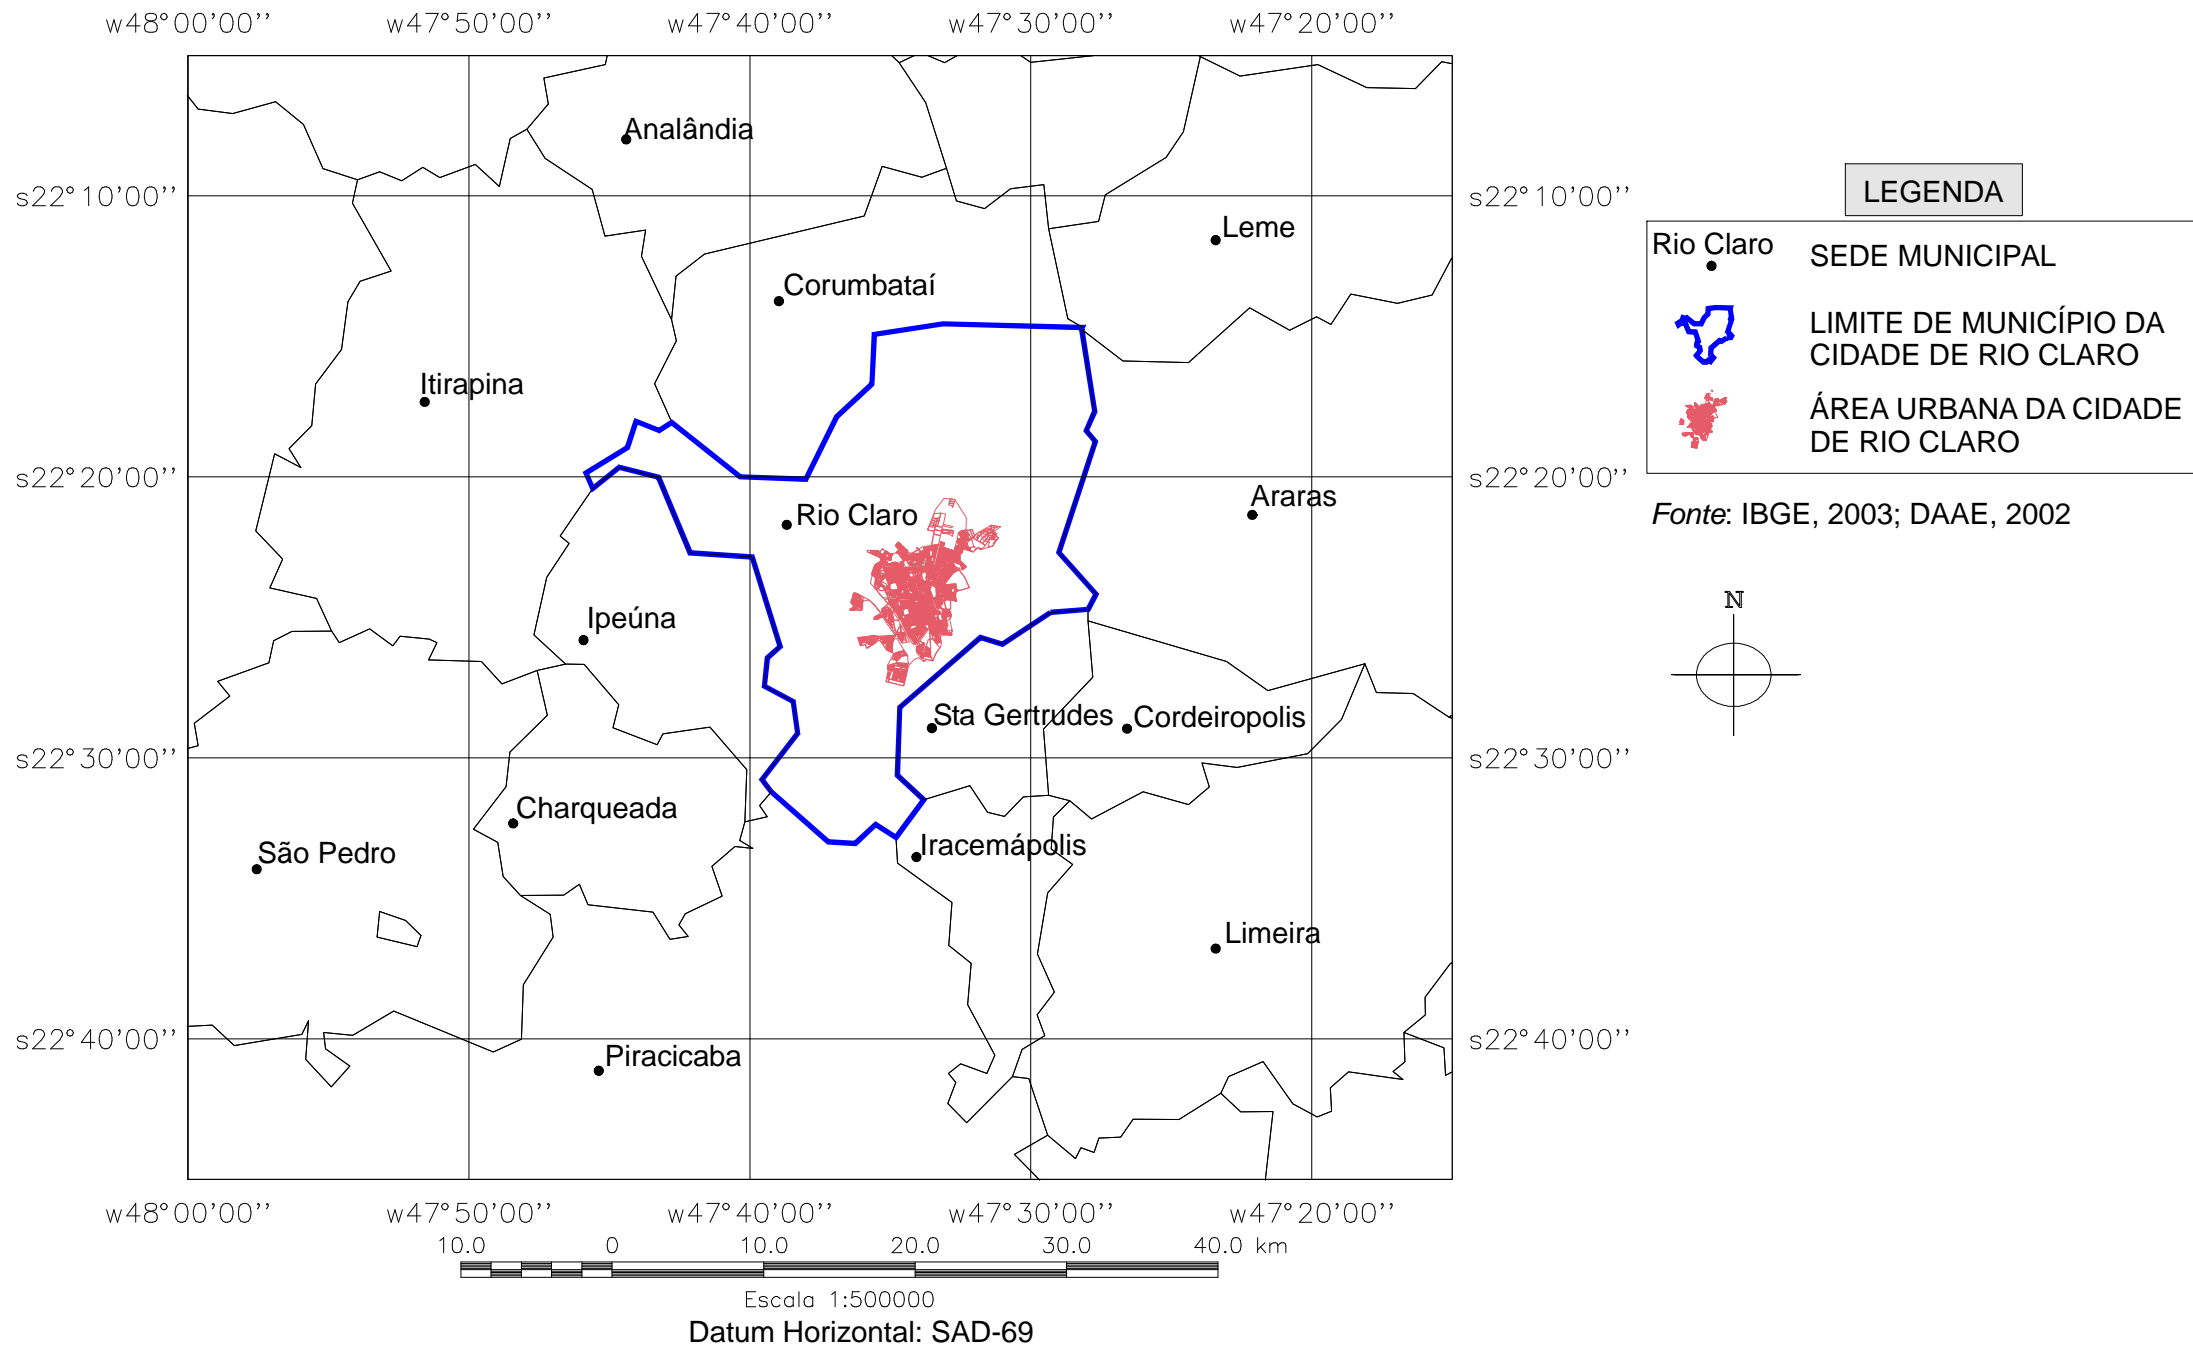 w48°00'00'' w47°50'00'' w47°40'00'' w47°30'00'' w47°20'00''
Analândia
s22°10'00'' s22°10'00''
Leme
Corumbataí
Itirapina
s22°20'00'' s22°20'00''
Araras
Rio Claro
Ipeúna
Sta Gertrudes
Cordeiropolis
s22°30'00'' s22°30'00''
Charqueada
São Pedro
Iracemápolis
Limeira
s22°40'00'' s22°40'00''
Piracicaba
w48°00'00'' w47°50'00'' w47°40'00'' w47°30'00'' w47°20'00''
10.0 0 10.0 20.0 30.0 40.0 km
Escala 1:500000
Datum Horizontal: SAD-69
LEGENDA
Rio Claro
SEDE MUNICIPAL
LIMITE DE MUNICÍPIO DA
CIDADE DE RIO CLARO
ÁREA URBANA DA CIDADE
DE RIO CLARO
Fonte: IBGE, 2003; DAAE, 2002
N